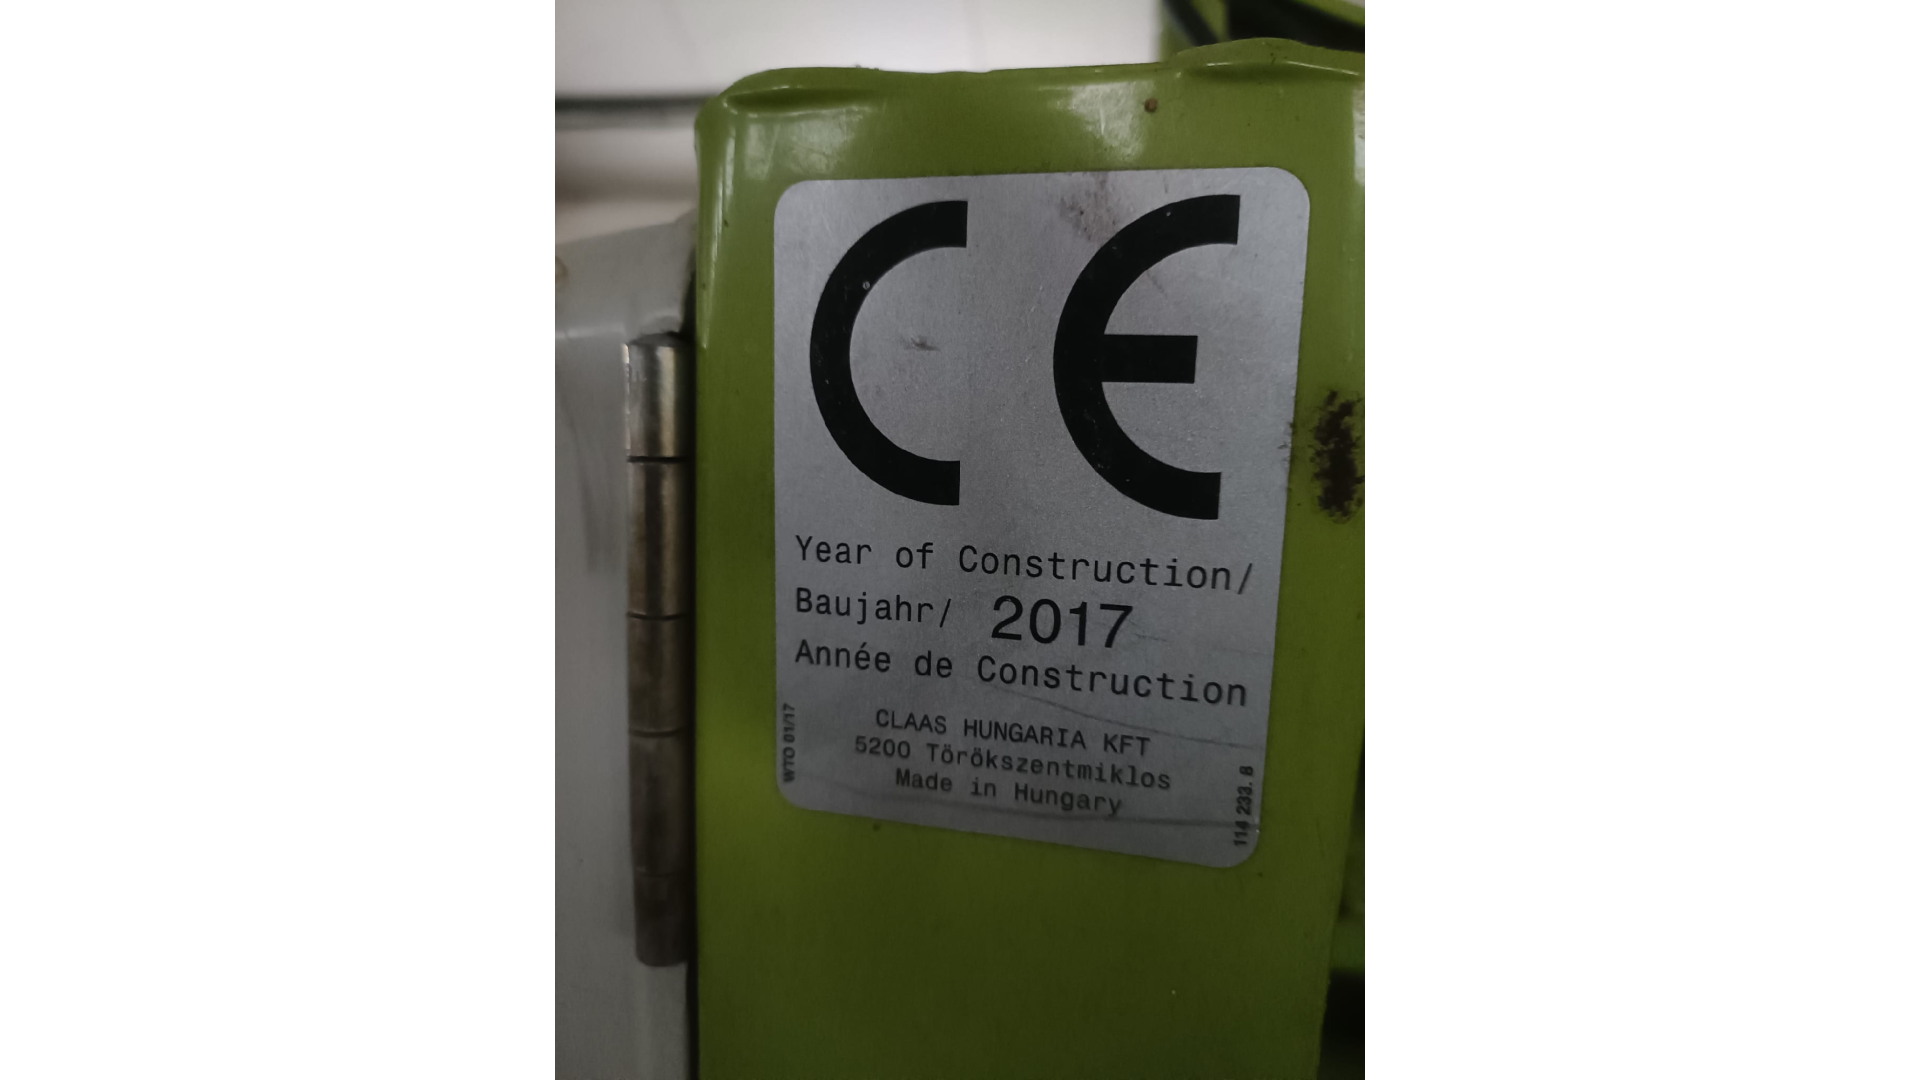 CE
Year of Construction/
Baujahr/ 2017
Année de Construction
CLAAS HUNGARIA KFT
5200 Törökszentmiklos
Made in Hungary
WTO 01/17
114 233. 8